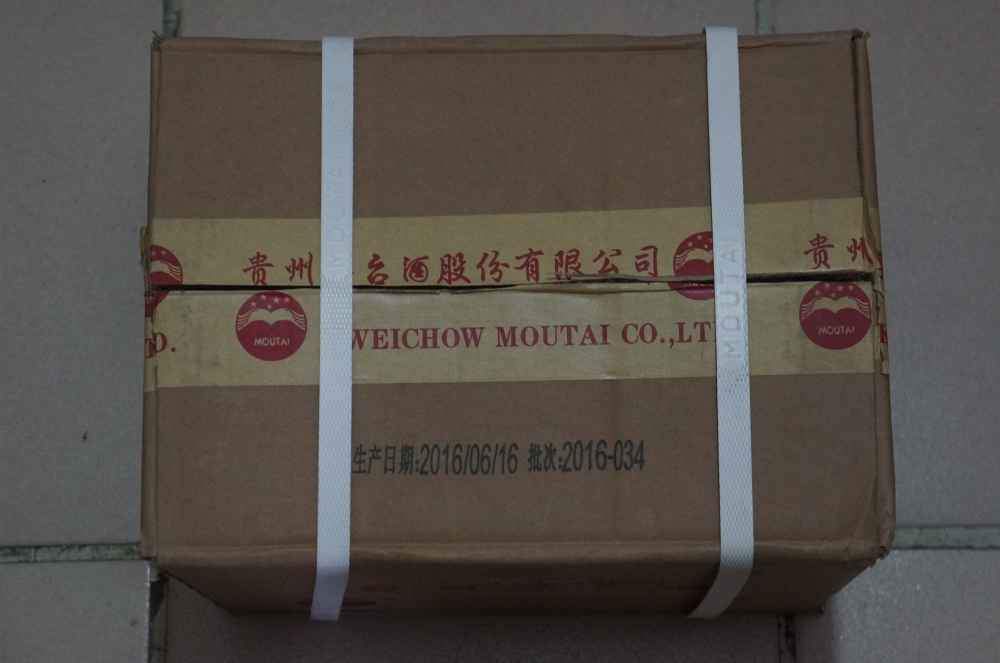 贵州 台酒股份有限公司 贵州
MOUTAI WEICHOW MOUTAI CO.,LT MOUTAI
D.
生产日期:2016/06/16 批次:2016-034
MOUTAI